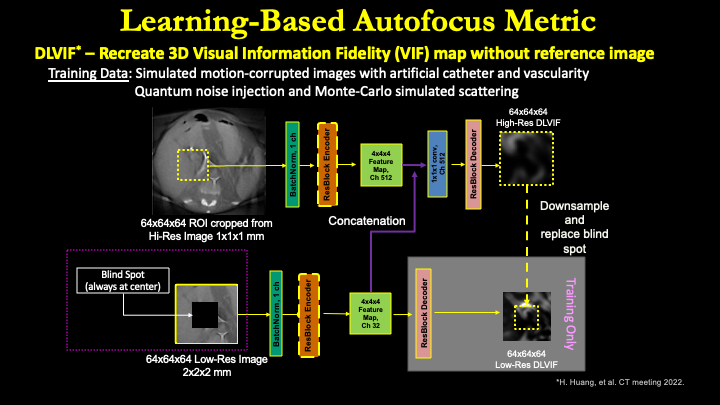 Learning-Based Autofocus Metric
DLVIF* – Recreate 3D Visual Information Fidelity (VIF) map without reference image
Training Data: Simulated motion-corrupted images with artificial catheter and vascularity
Quantum noise injection and Monte-Carlo simulated scattering
64x64x64
High-Res DLVIF
BatchNorm, 1 ch
ResBlock Encoder
4x4x4
Feature
Map,
Ch 512
1x1x1 conv,
Ch 512
ResBlock Decoder
64x64x64 ROI cropped from
Hi-Res Image 1x1x1 mm
Concatenation
Downsample
and
replace blind
spot
Blind Spot
(always at center)
BatchNorm, 1 ch
ResBlock Encoder
4x4x4
Feature
Map,
Ch 32
ResBlock Decoder
Training Only
64x64x64 Low-Res Image
2x2x2 mm
64x64x64
Low-Res DLVIF
*H. Huang, et al. CT meeting 2022.